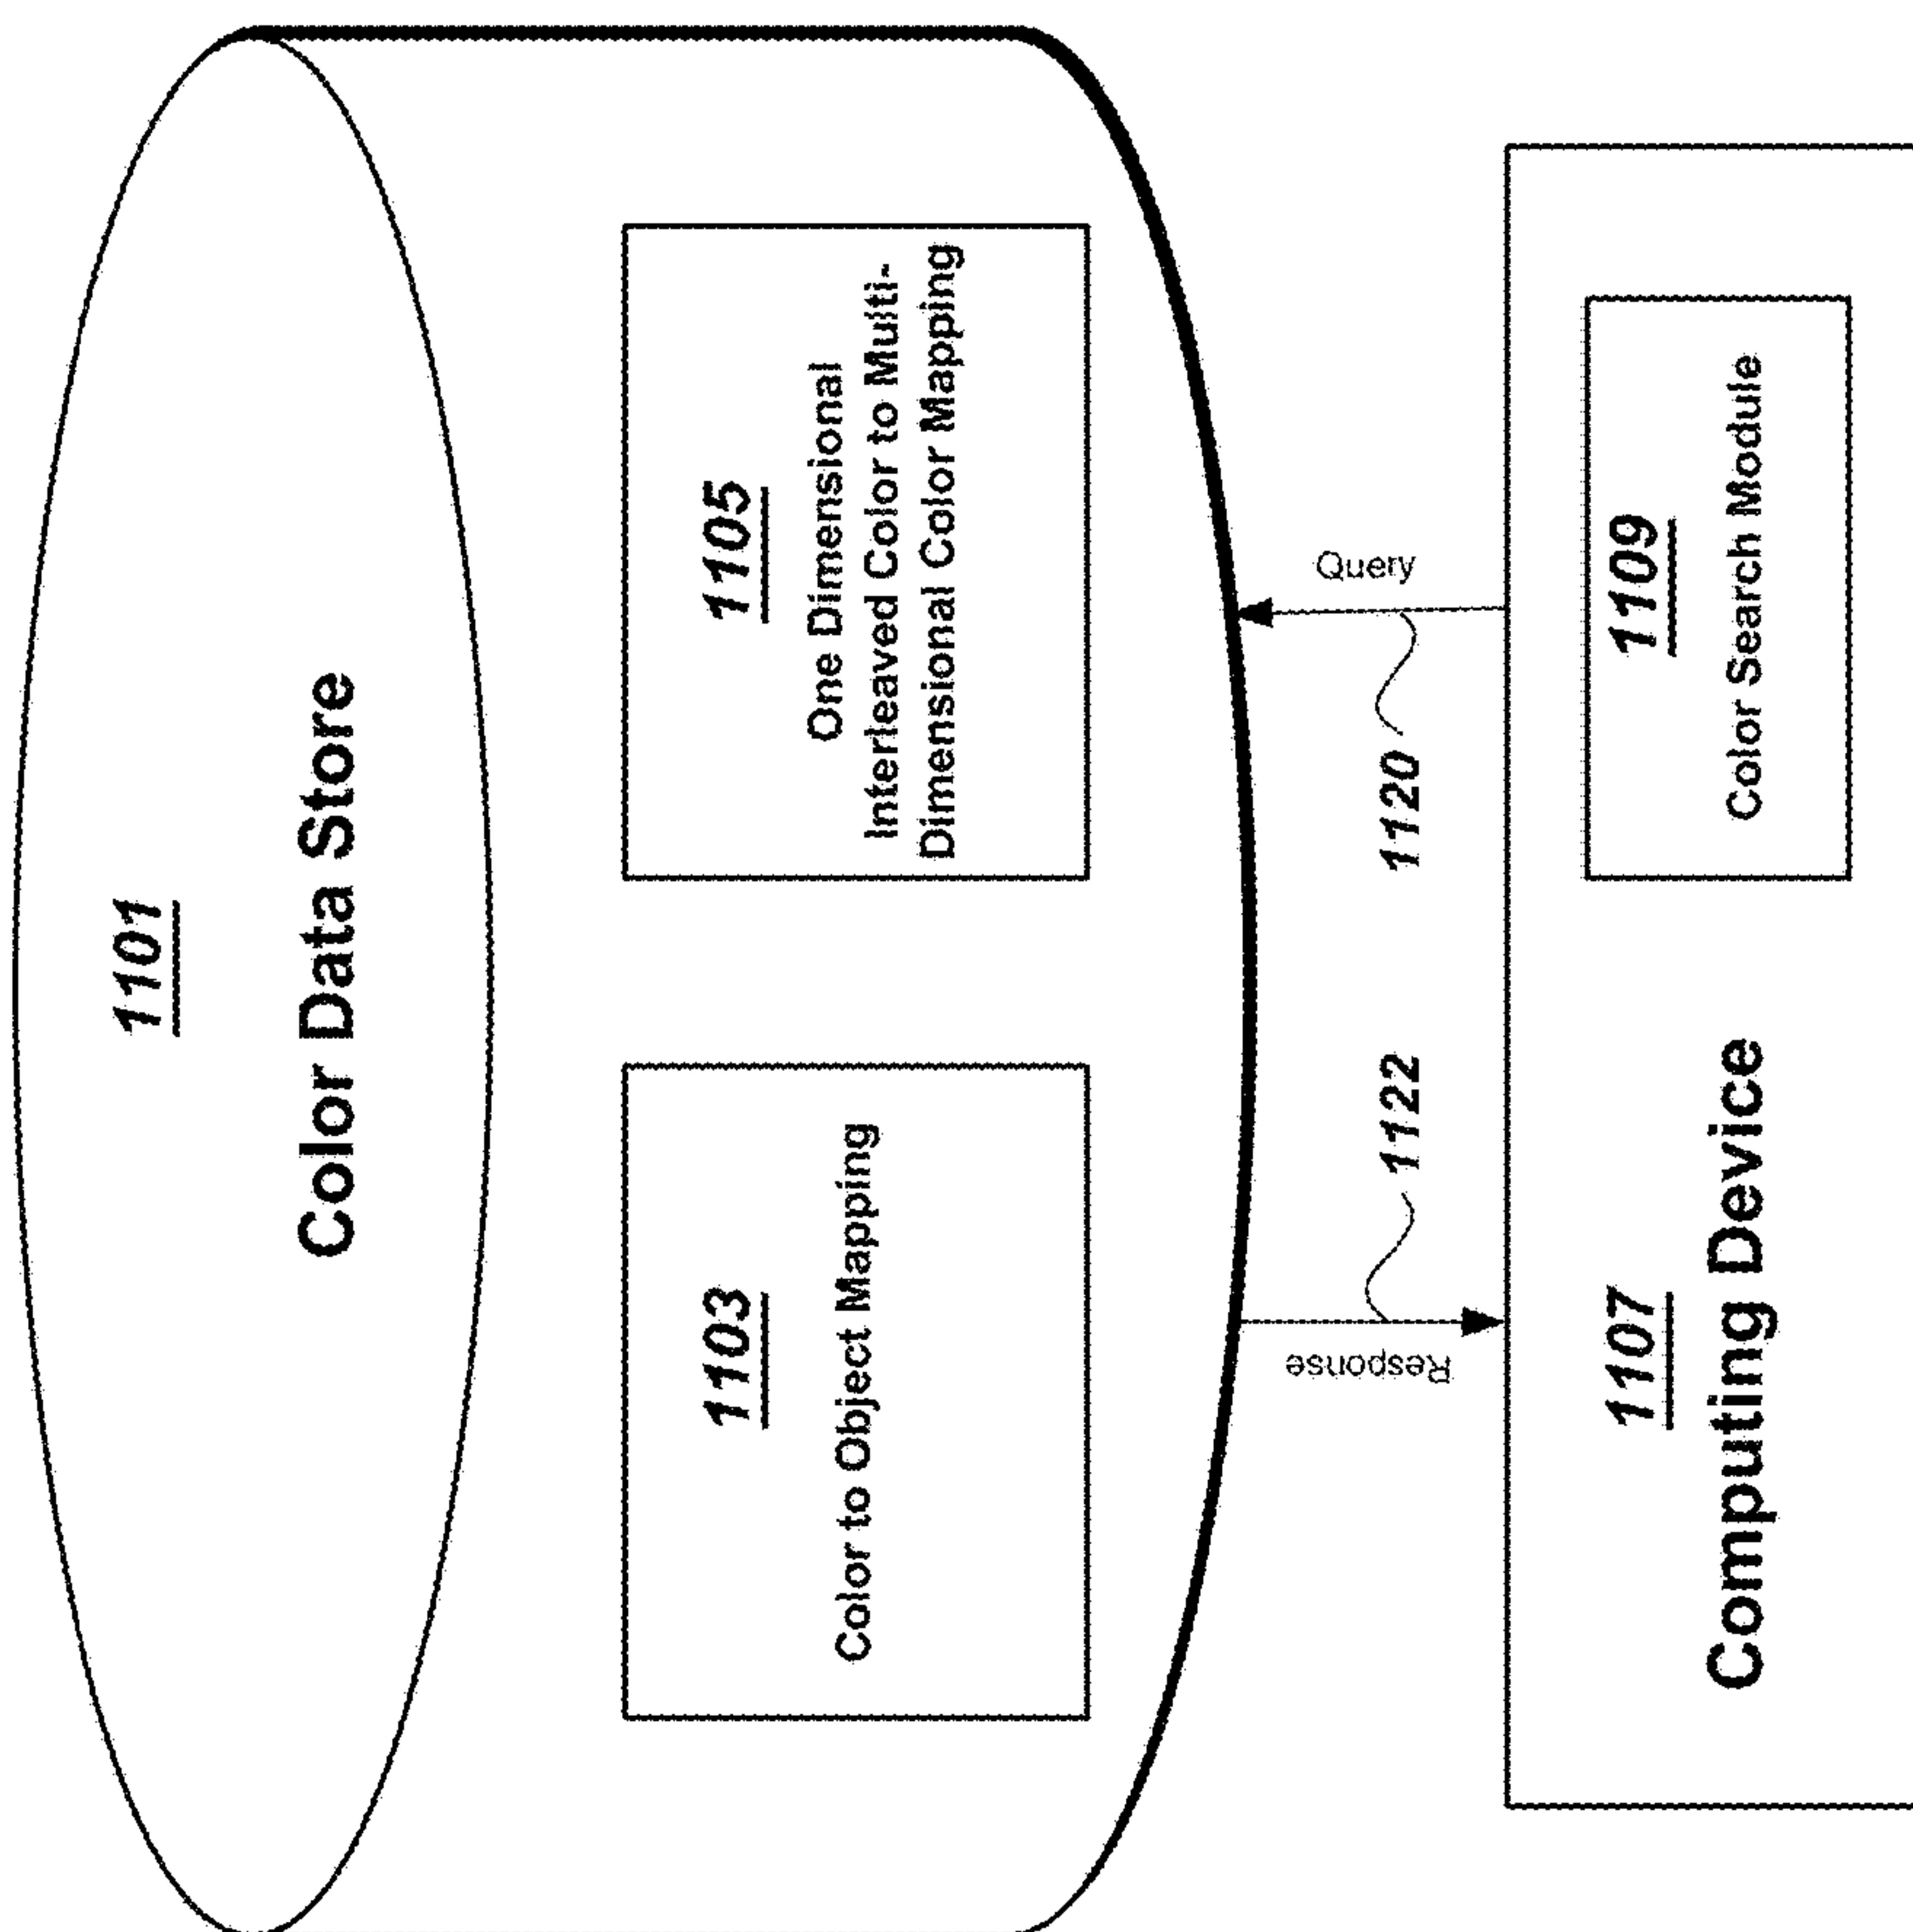 1101
Color Data Store
1103
Color to Object Mapping
1105
One Dimensional
Interleaved Color to Multi-
Dimensional Color Mapping
Response
1122
1120
Query
1107
Computing Device
1109
Color Search Module